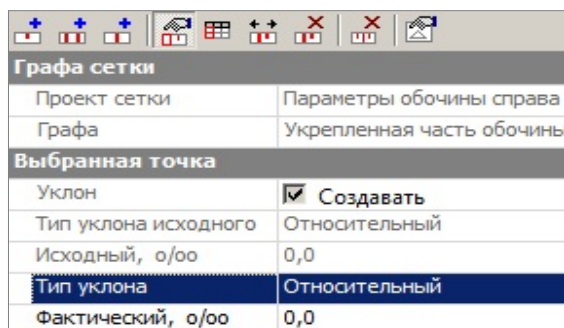 Графа сетки
Проект сетки Параметры обочины справа
Графа Укрепленная часть обочины
Выбранная точка
Уклон Создавать
Тип уклона исходного Относительный
Исходный, о/оо 0,0
Тип уклона Относительный
Фактический, о/оо 0,0